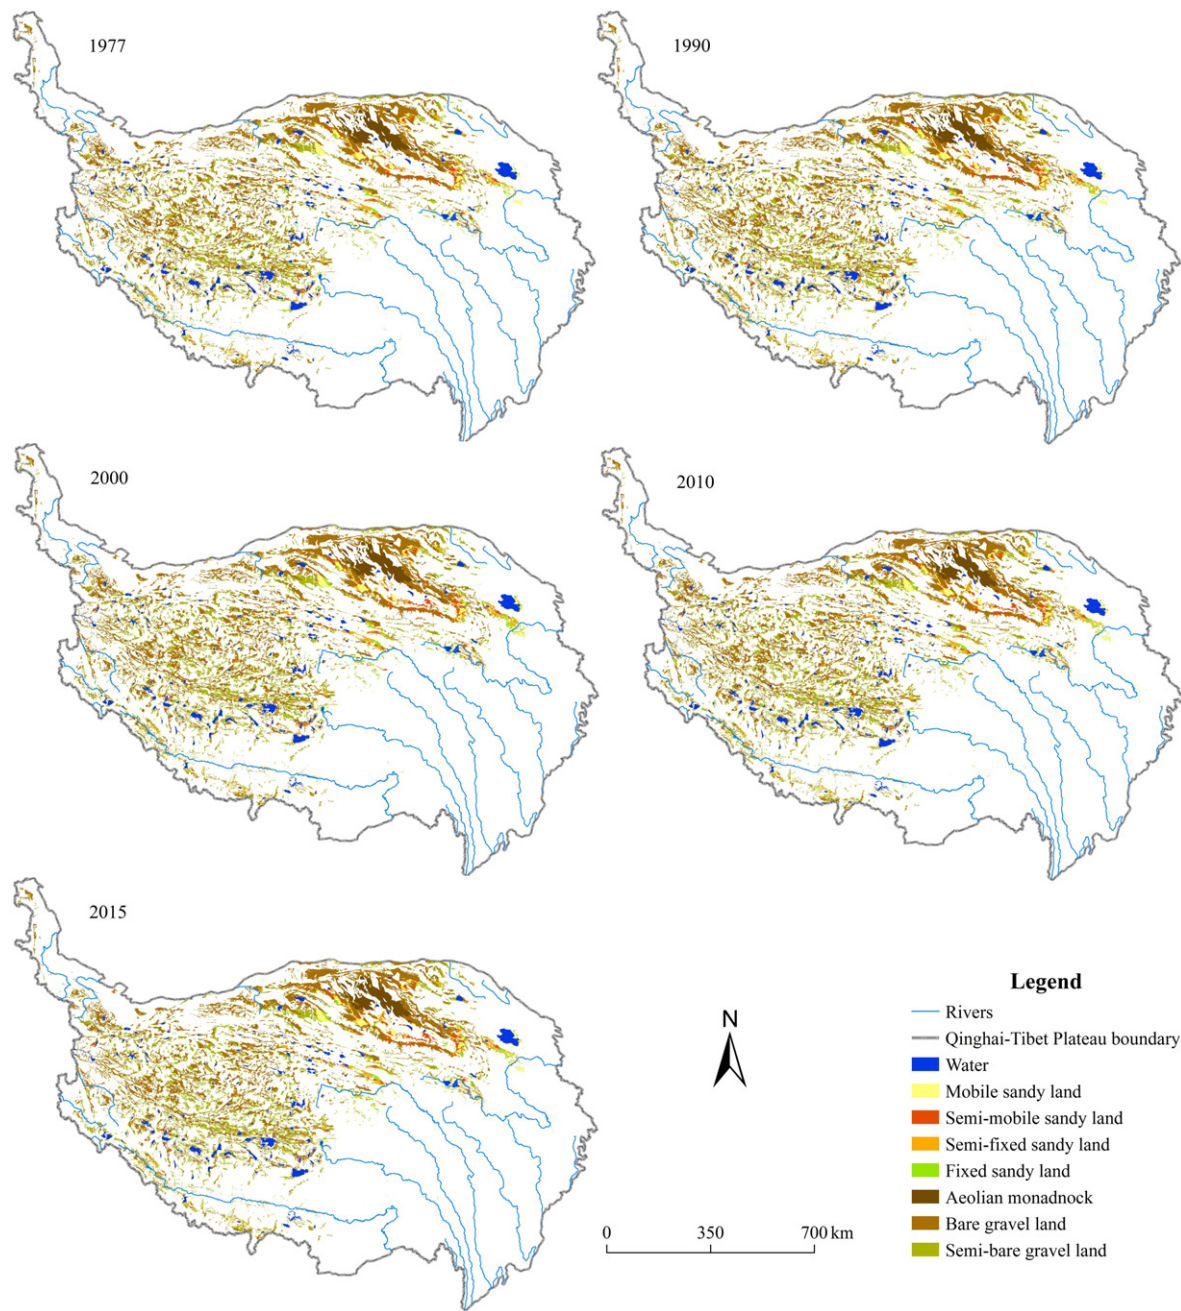 1977
1990
2000
2010
2015
N
0 350 700 km
Legend
Rivers
Qinghai-Tibet Plateau boundary
Water
Mobile sandy land
Semi-mobile sandy land
Semi-fixed sandy land
Fixed sandy land
Aeolian monadnock
Bare gravel land
Semi-bare gravel land